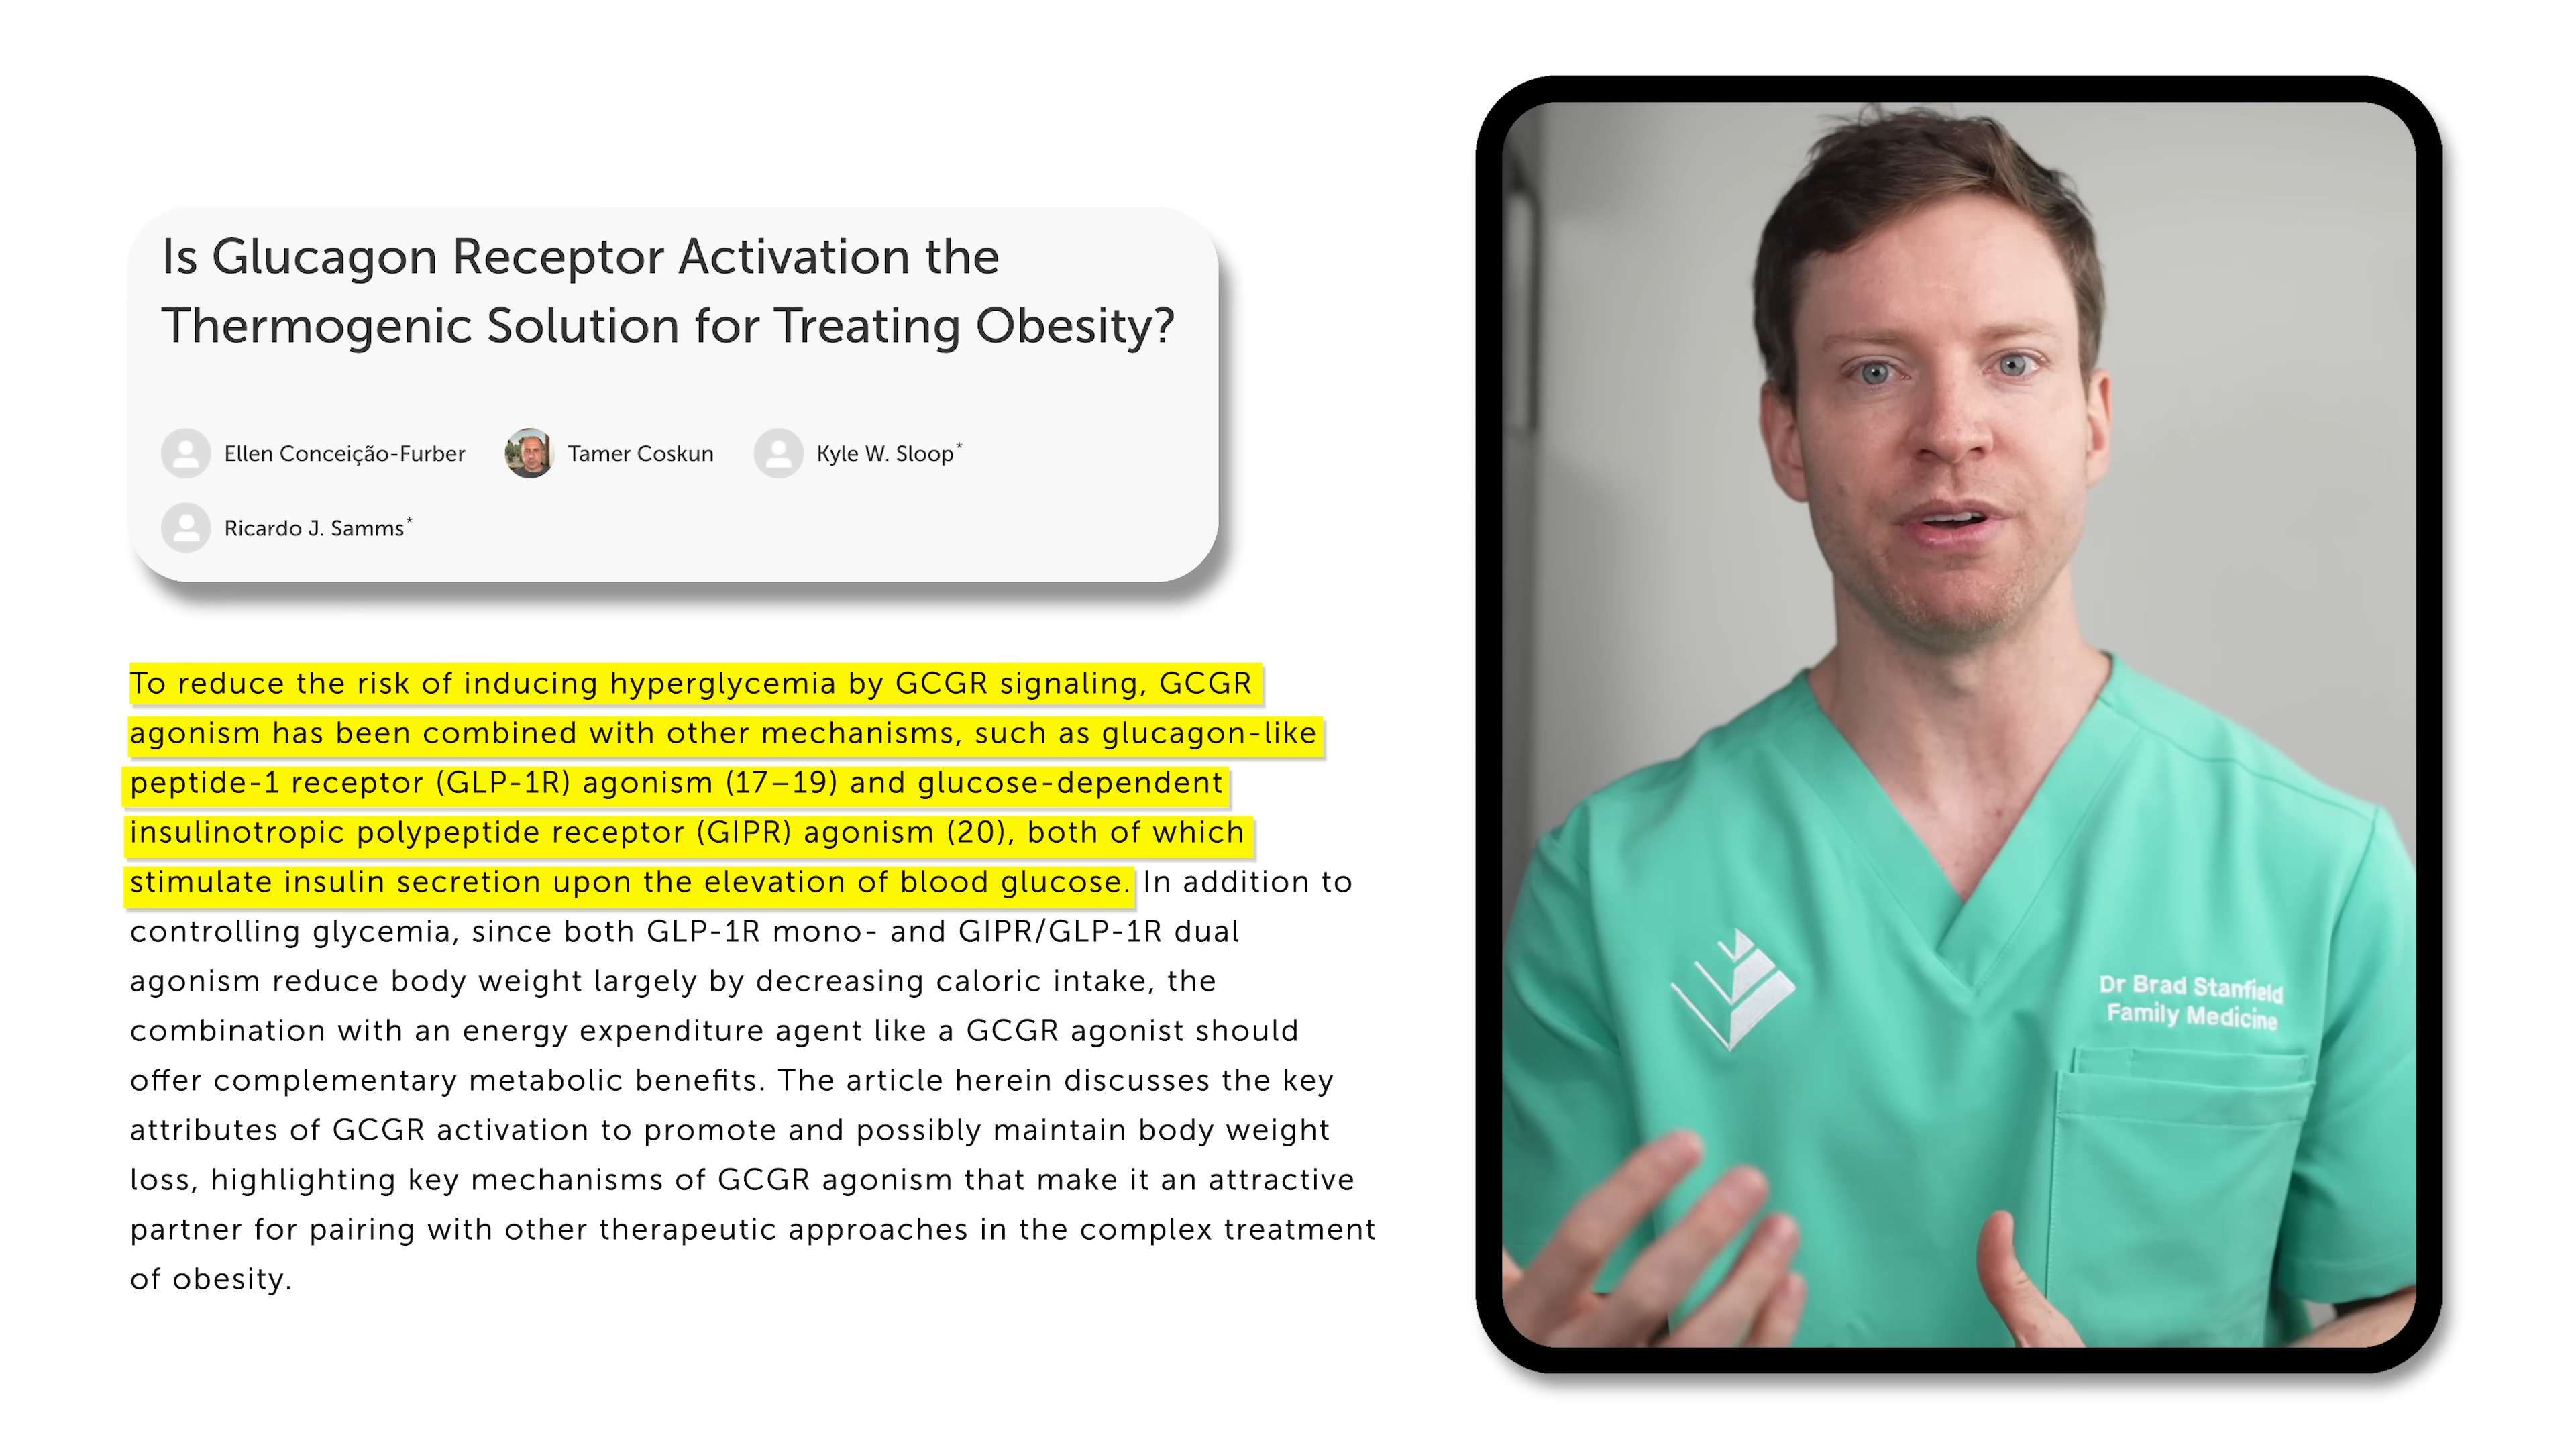 Is Glucagon Receptor Activation the
Thermogenic Solution for Treating Obesity?
Ellen Conceição-Furber
Tamer Coskun
Kyle W. Sloop*
Ricardo J. Samms*
To reduce the risk of inducing hyperglycemia by GCGR signaling, GCGR
agonism has been combined with other mechanisms, such as glucagon-like
peptide-1 receptor (GLP-1R) agonism (17–19) and glucose-dependent
insulinotropic polypeptide receptor (GIPR) agonism (20), both of which
stimulate insulin secretion upon the elevation of blood glucose. In addition to
controlling glycemia, since both GLP-1R mono- and GIPR/GLP-1R dual
agonism reduce body weight largely by decreasing caloric intake, the
combination with an energy expenditure agent like a GCGR agonist should
offer complementary metabolic benefits. The article herein discusses the key
attributes of GCGR activation to promote and possibly maintain body weight
loss, highlighting key mechanisms of GCGR agonism that make it an attractive
partner for pairing with other therapeutic approaches in the complex treatment
of obesity.
Dr Brad Stanfield
Family Medicine